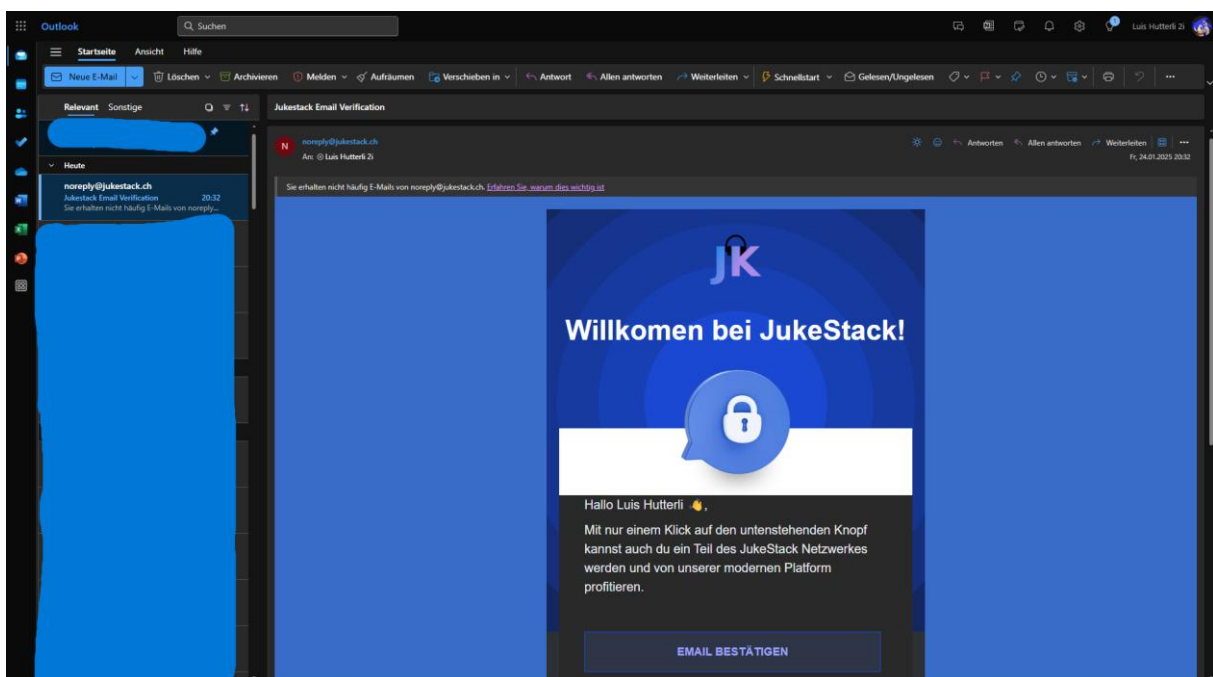 Outlook
Suchen
Luis Hutterli 2i
Startseite Ansicht Hilfe
Neue E-Mail Löschen Archivieren Melden Aufräumen Verschieben in Antwort Allen antworten Weiterleiten Schnellstart Gelesen/Ungelesen
Relevant Sonstige
Heute
noreply@jukestack.ch
Jukestack Email Verification 20:32
Sie erhalten nicht häufig E-Mails von noreply...
Jukestack Email Verification
N
noreply@jukestack.ch
An: Luis Hutterli 2i
Antworten Allen antworten Weiterleiten
Fr, 24.01.2025 20:32
Sie erhalten nicht häufig E-Mails von noreply@jukestack.ch. Erfahren Sie, warum dies wichtig ist
JK
Willkomen bei JukeStack!
Hallo Luis Hutterli 👋,
Mit nur einem Klick auf den untenstehenden Knopf
kannst auch du ein Teil des JukeStack Netzwerkes
werden und von unserer modernen Platform
profitieren.
EMAIL BESTÄTIGEN